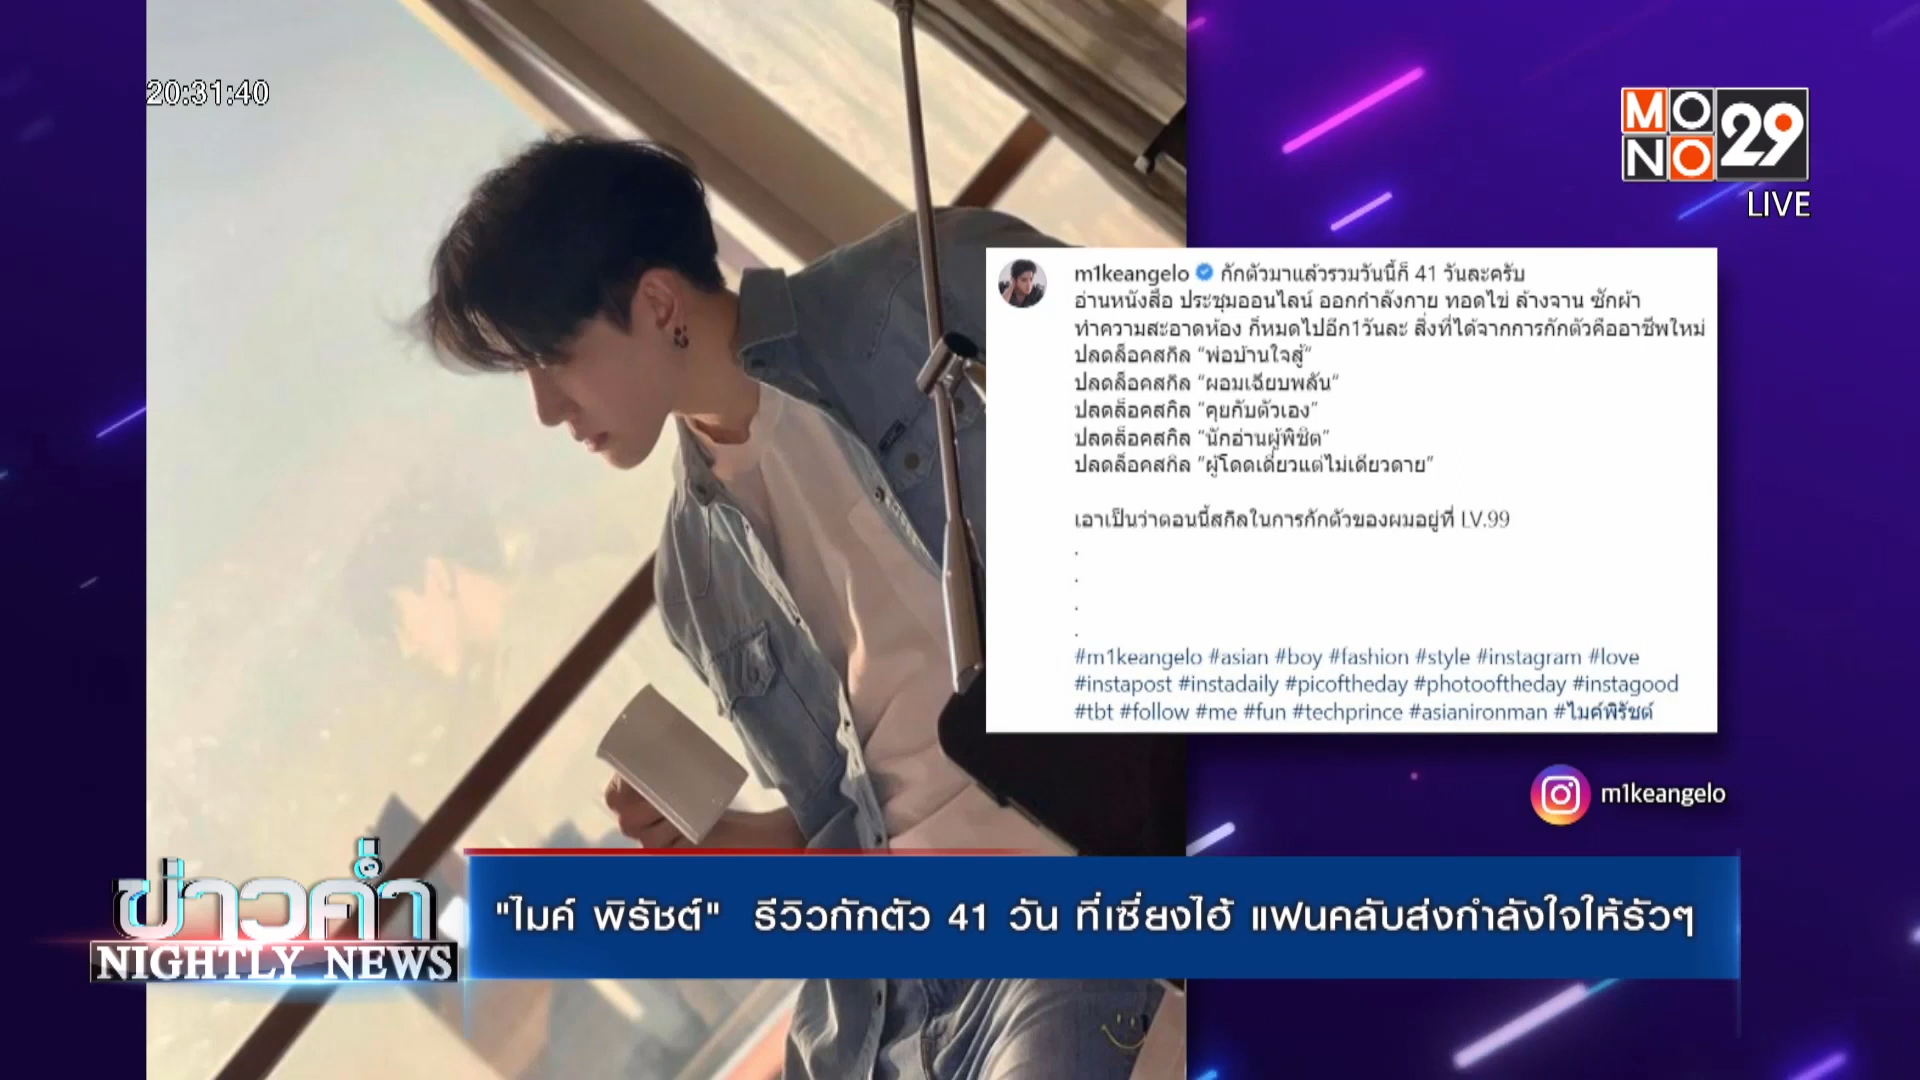 20:31:40
MONO 29
LIVE
m1keangelo กักตัวมาแล้วรวมวันนี้ก็ 41 วันละครับ
อ่านหนังสือ ประชุมออนไลน์ ออกกำลังกาย ทอดไข่ ล้างจาน ซักผ้า
ทำความสะอาดห้อง ก็หมดไปอีก1วันละ สิ่งที่ได้จากการกักตัวคืออาชีพใหม่
ปลดล็อคสกิล “พ่อบ้านใจสู้”
ปลดล็อคสกิล “ผอมเฉียบพลัน”
ปลดล็อคสกิล “คุยกับตัวเอง”
ปลดล็อคสกิล “นักอ่านผู้พิชิต”
ปลดล็อคสกิล “ผู้โดดเดี่ยวแต่ไม่เดียวดาย”
เอาเป็นว่าตอนนี้สกิลในการกักตัวของผมอยู่ที่ LV.99
.
.
.
.
#m1keangelo #asian #boy #fashion #style #instagram #love
#instapost #instadaily #picoftheday #photooftheday #instagood
#tbt #follow #me #fun #techprince #asianironman #ไมค์พิรัชต์
m1keangelo
ข่าวค่ำ
NIGHTLY NEWS
"ไมค์ พิรัชต์" รีวิวกักตัว 41 วัน ที่เซี่ยงไฮ้ แฟนคลับส่งกำลังใจให้รัวๆ